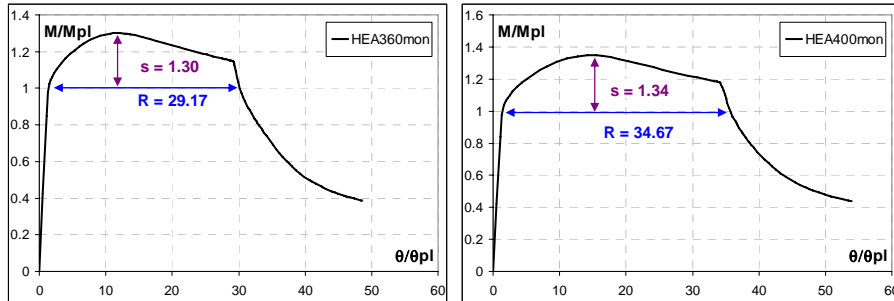 1.4
M/Mpl
HEA360mon
1.2
s = 1.30
1
R = 29.17
0.8
0.6
0.4
0.2
θ/θpl
0
0 10 20 30 40 50 60
1.6
M/Mpl
HEA400mon
1.4
1.2
s = 1.34
1
R = 34.67
0.8
0.6
0.4
0.2
θ/θpl
0
0 10 20 30 40 50 60